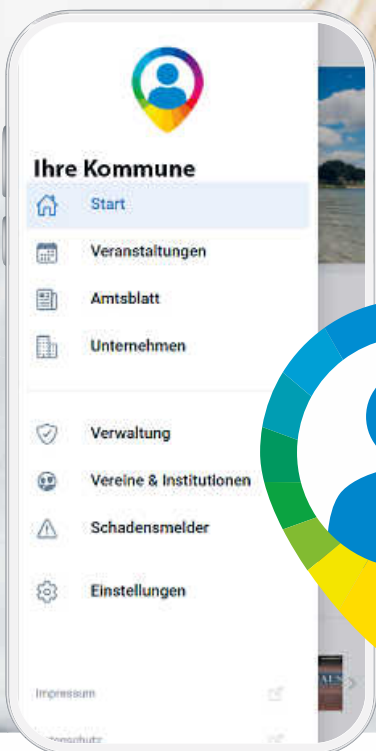 Ihre Kommune
Start
Veranstaltungen
Amtsblatt
Unternehmen
Verwaltung
Vereine & Institutionen
Schadensmelder
Einstellungen
Impressum